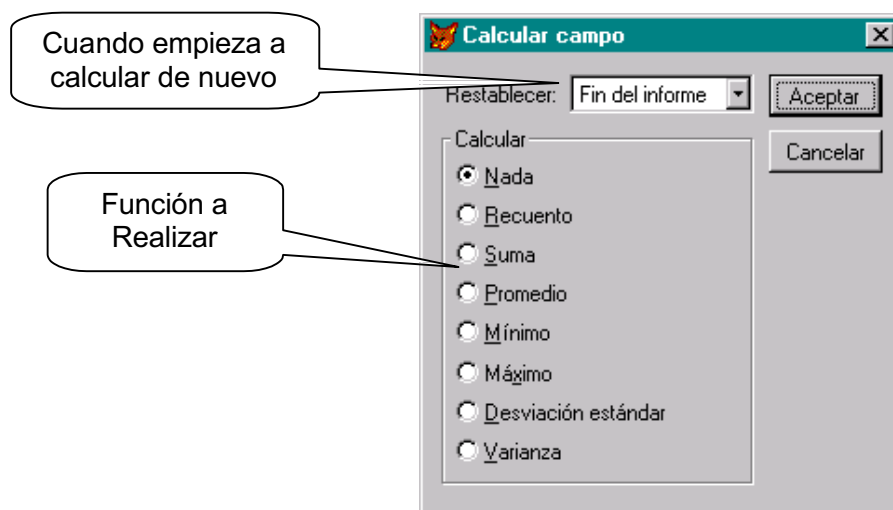 Cuando empieza a
calcular de nuevo
Calcular campo
Restablecer: Fin del informe
Aceptar
Cancelar
Calcular
Nada
Recuento
Suma
Promedio
Mínimo
Máximo
Desviación estándar
Varianza
Función a
Realizar